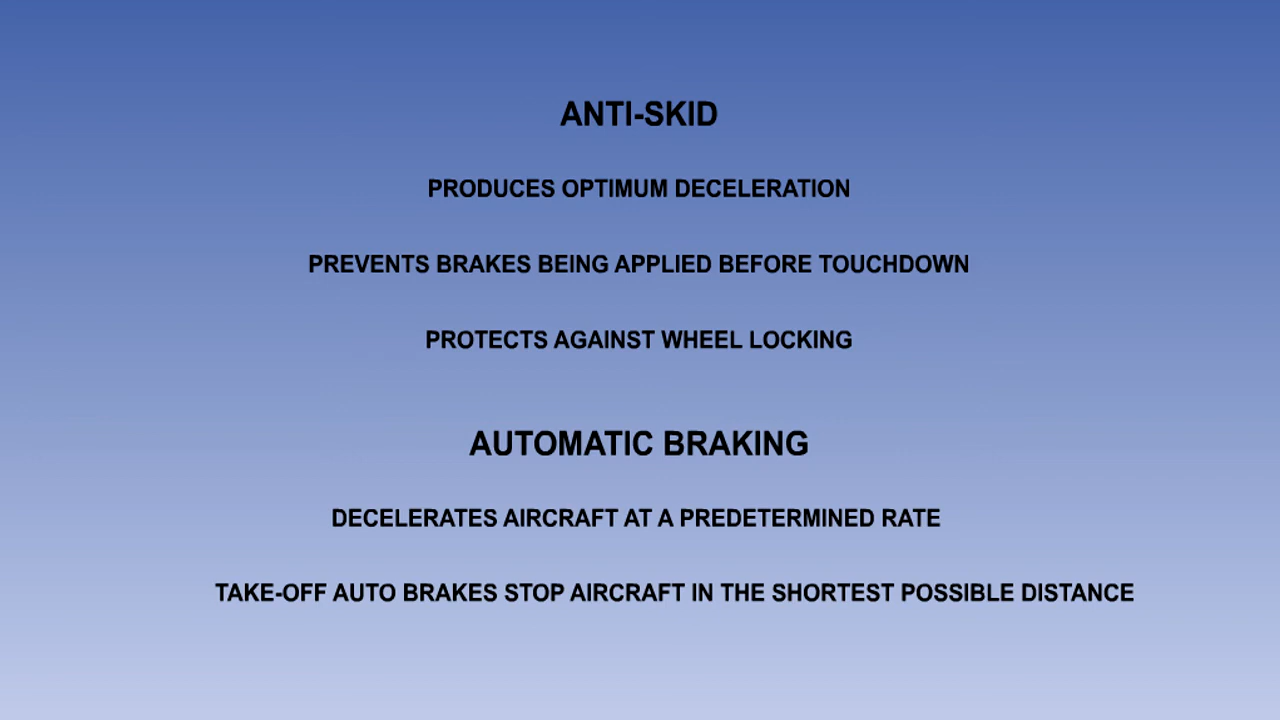 ANTI-SKID
PRODUCES OPTIMUM DECELERATION
PREVENTS BRAKES BEING APPLIED BEFORE TOUCHDOWN
PROTECTS AGAINST WHEEL LOCKING
AUTOMATIC BRAKING
DECELERATES AIRCRAFT AT A PREDETERMINED RATE
TAKE-OFF AUTO BRAKES STOP AIRCRAFT IN THE SHORTEST POSSIBLE DISTANCE